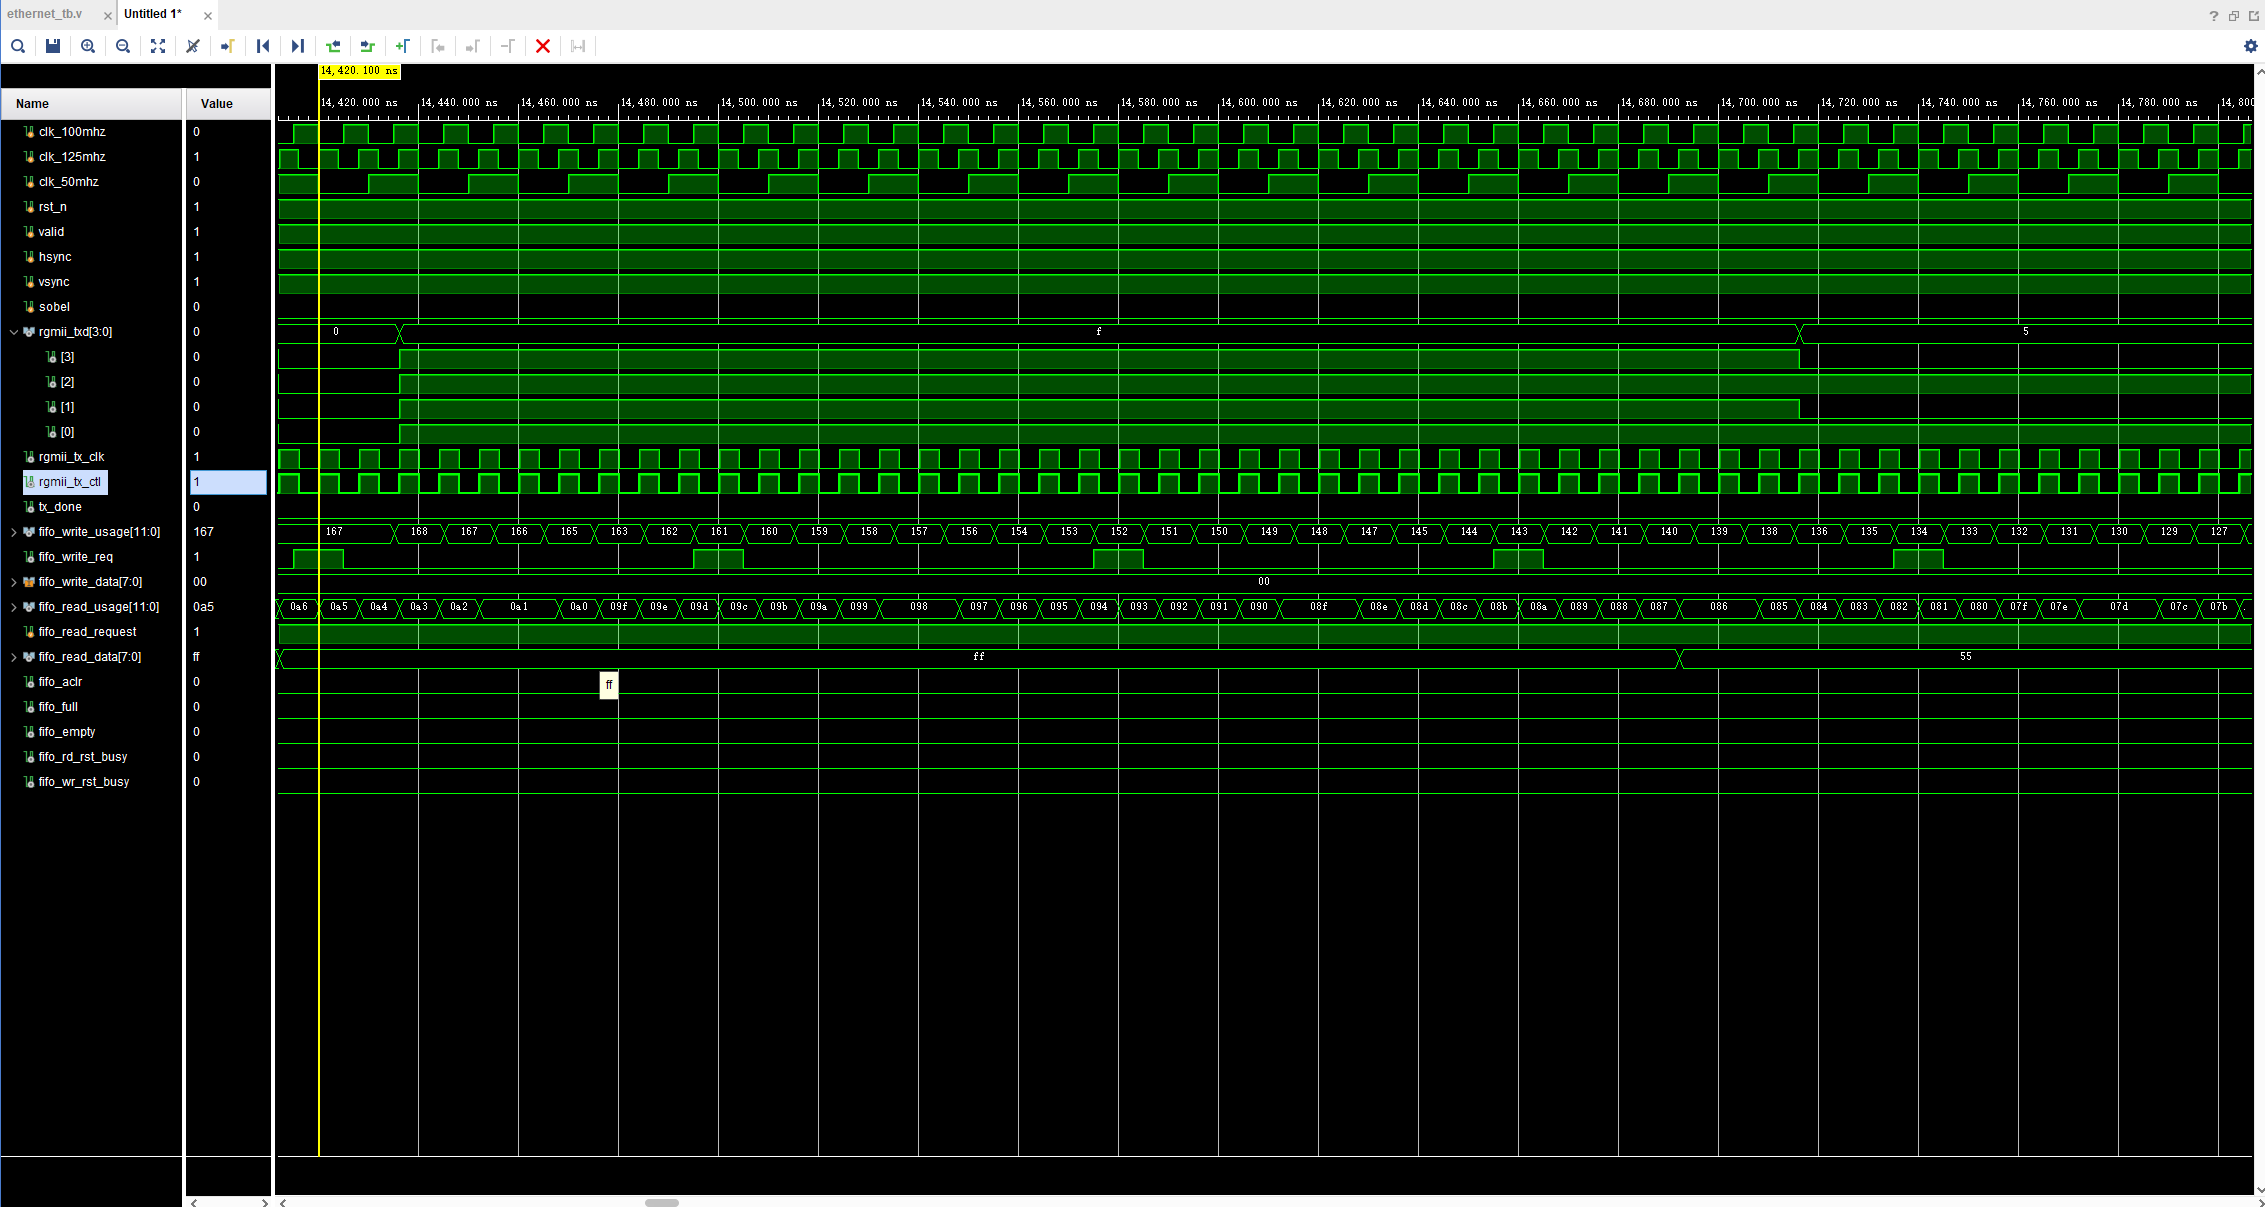 ethernet_tb.v × Untitled 1* ×
14,420.100 ns
Name Value
14,420.000 ns 14,440.000 ns 14,460.000 ns 14,480.000 ns 14,500.000 ns 14,520.000 ns 14,540.000 ns 14,560.000 ns 14,580.000 ns 14,600.000 ns 14,620.000 ns 14,640.000 ns 14,660.000 ns 14,680.000 ns 14,700.000 ns 14,720.000 ns 14,740.000 ns 14,760.000 ns 14,780.000 ns 14,800
clk_100mhz 0
clk_125mhz 1
clk_50mhz 0
rst_n 1
valid 1
hsync 1
vsync 1
sobel 0
rgmii_txd[3:0] 0 0 f 5
[3] 0
[2] 0
[1] 0
[0] 0
rgmii_tx_clk 1
rgmii_tx_ctl 1
tx_done 0
fifo_write_usage[11:0] 167 167 168 167 166 165 163 161 160 159 158 157 156 154 153 152 151 150 149 148 147 145 144 143 142 141 140 139 138 136 135 134 133 132 131 130 129 127
fifo_write_req 1
fifo_write_data[7:0] 00 00
fifo_read_usage[11:0] 0a5 0a6 0a5 0a4 0a3 0a2 0a1 0a0 09f 09e 09d 09c 09b 09a 099 098 097 096 095 094 093 092 091 090 08f 08e 08d 08c 08b 08a 089 088 087 086 085 084 083 082 081 080 07f 07e 07d 07c 07b .
fifo_read_request 1
fifo_read_data[7:0] ff ff 55
fifo_aclr 0 ff
fifo_full 0
fifo_empty 0
fifo_rd_rst_busy 0
fifo_wr_rst_busy 0